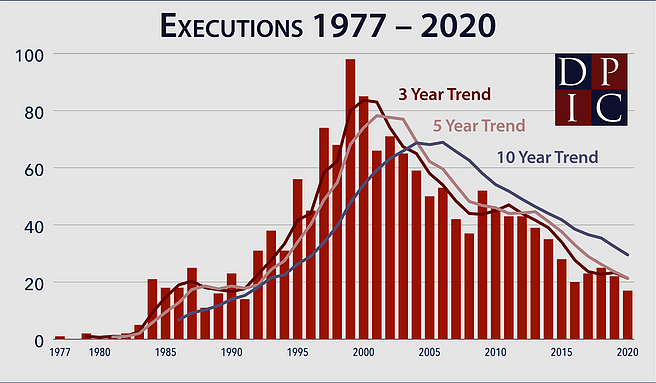 EXECUTIONS 1977 – 2020
100
80
60
40
20
0
3 Year Trend
5 Year Trend
10 Year Trend
D P
I C
1977 1980 1985 1990 1995 2000 2005 2010 2015 2020